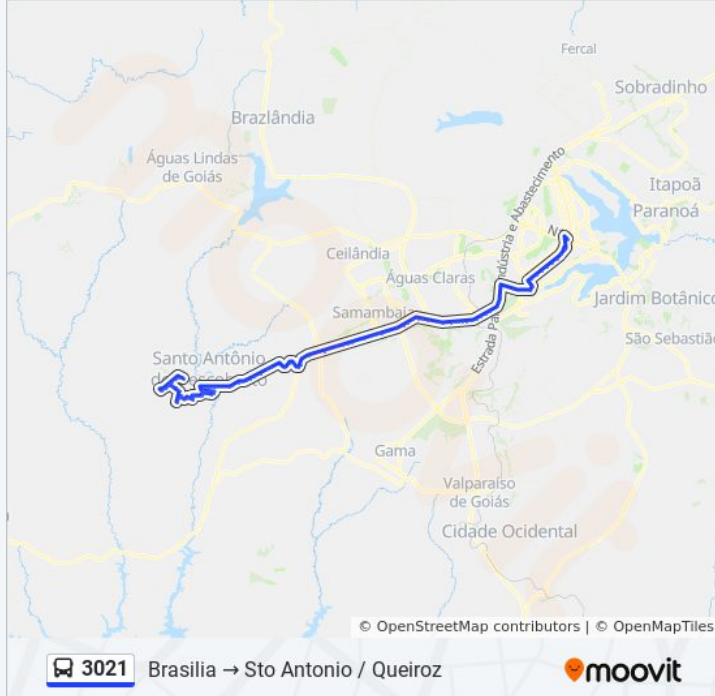 Fercal
Sobradinho
Brazlândia
Águas Lindas
de Goiás
Itapoã
Paranoá
Ceilândia
Águas Claras
Indústria e Abastecimento
Estrada
Jardim Botânico
Samambaia
São Sebastião
Santo Antônio
Gama
Valparaíso
de Goiás
Cidade Ocidental
© OpenStreetMap contributors | © OpenMapTiles
3021 Brasilia → Sto Antonio / Queiroz
moovit